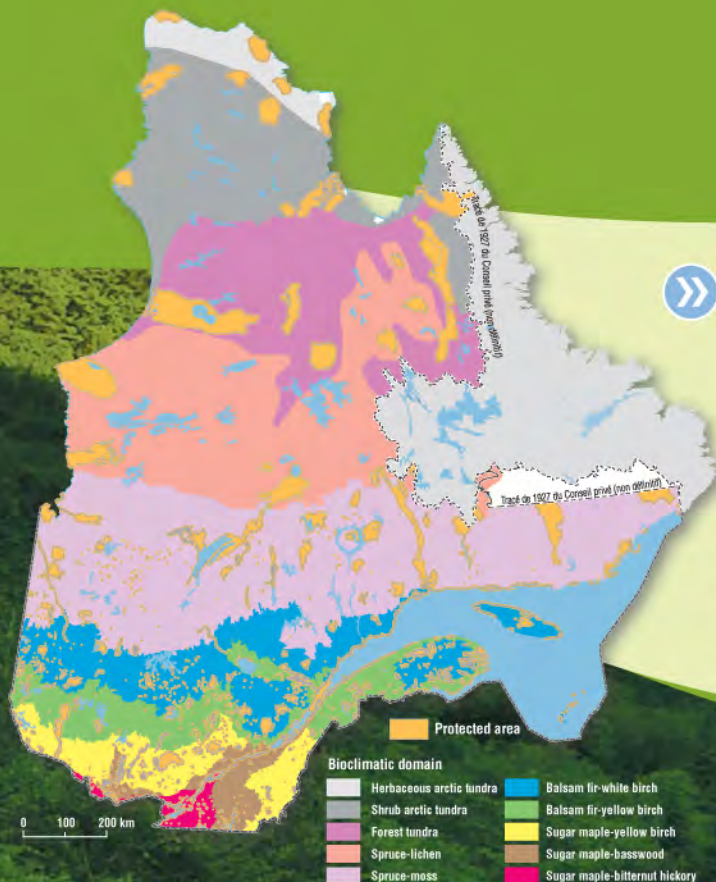 Tracé de 1927 du Conseil privé (non définitif)
Tracé de 1927 du Conseil privé (non définitif)
Protected area
Bioclimatic domain
Herbaceous arctic tundra
Shrub arctic tundra
Forest tundra
Spruce-lichen
Spruce-moss
Balsam fir-white birch
Balsam fir-yellow birch
Sugar maple-yellow birch
Sugar maple-basswood
Sugar maple-bitternut hickory
0 100 200 km